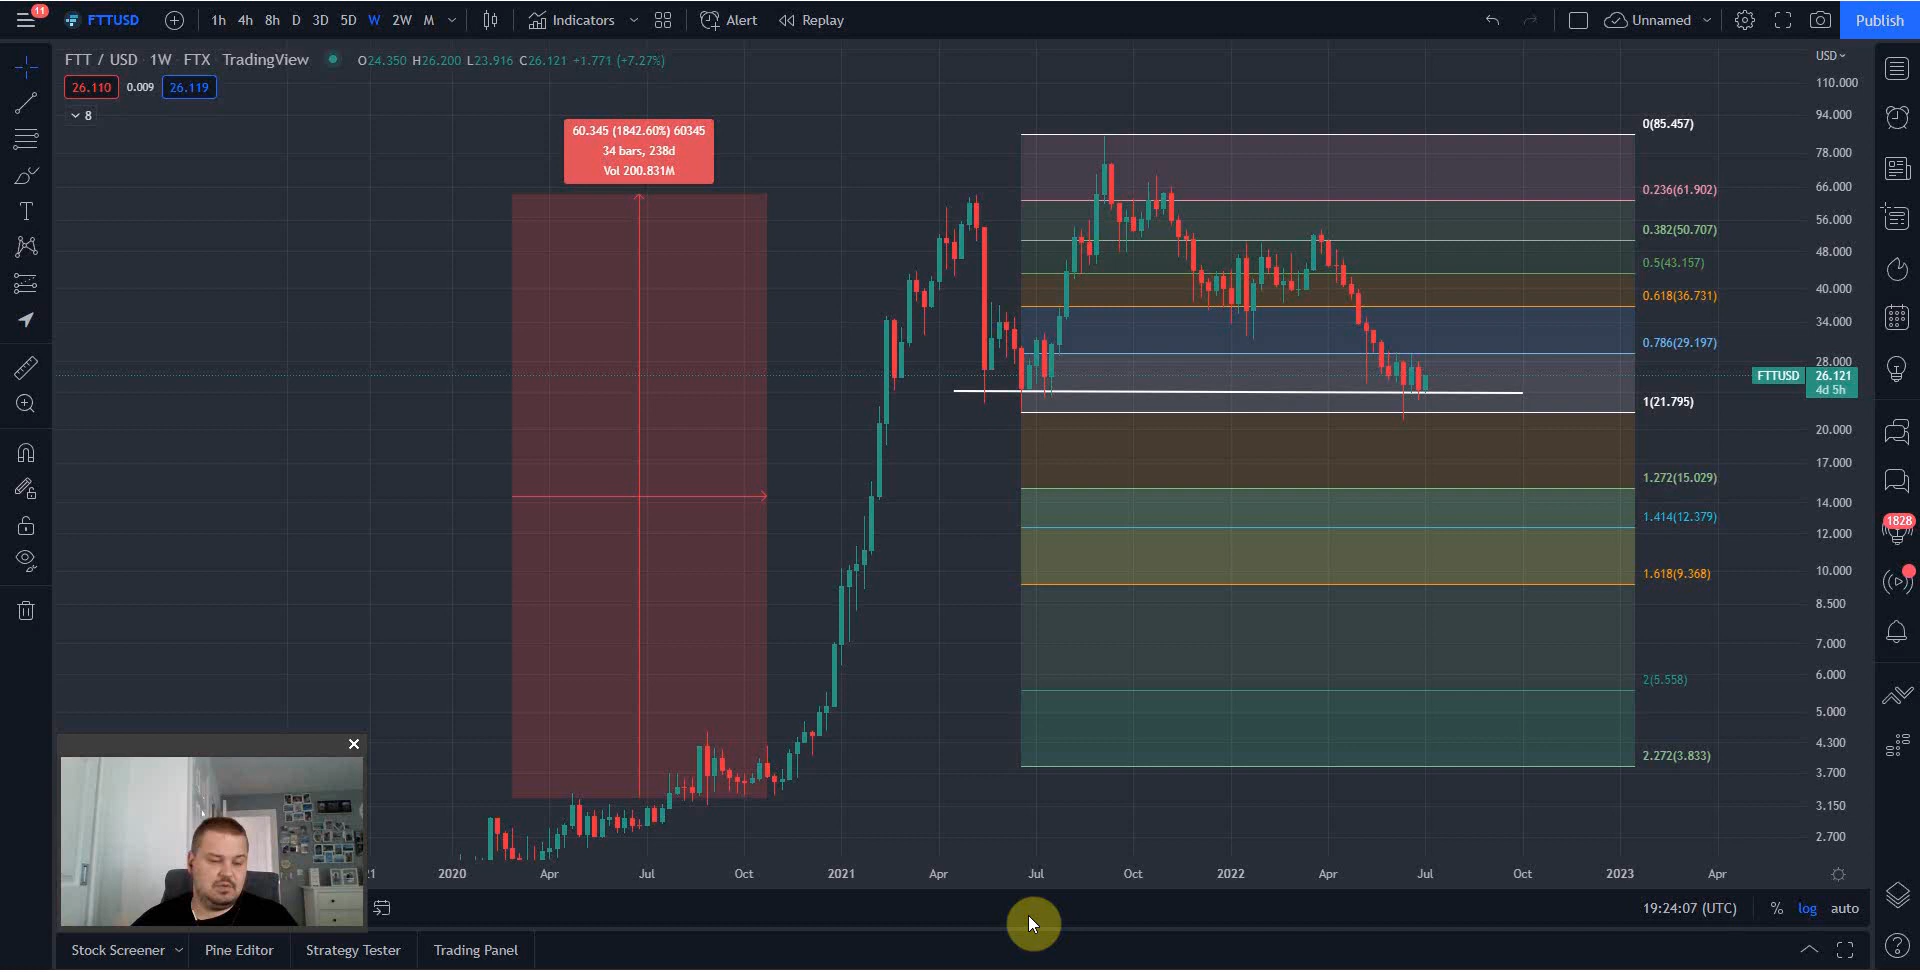 11
FTTUSD
1h 4h 8h D 3D 5D W 2W M
Indicators
Alert
Replay
Unnamed
Publish
FTT / USD 1W FTX TradingView
O24.350 H26.200 L23.916 C26.121 +1.771 (+7.27%)
26.110 0.009 26.119
8
60.345 (1842.60%) 60345
34 bars, 238d
Vol 200.831M
0(85.457)
0.236(61.902)
0.382(50.707)
0.5(43.157)
0.618(36.731)
0.786(29.197)
1(21.795)
1.272(15.029)
1.414(12.379)
1.618(9.368)
2(5.558)
2.272(3.833)
USD
110.000
94.000
78.000
66.000
56.000
48.000
40.000
34.000
28.000
FTTUSD 26.121
4d 5h
20.000
17.000
14.000
12.000
10.000
8.500
7.000
6.000
5.000
4.300
3.700
3.150
2.700
1828
2020 Apr Jul Oct 2021 Apr Jul Oct 2022 Apr Jul Oct 2023 Apr
19:24:07 (UTC) % log auto
Stock Screener Pine Editor Strategy Tester Trading Panel